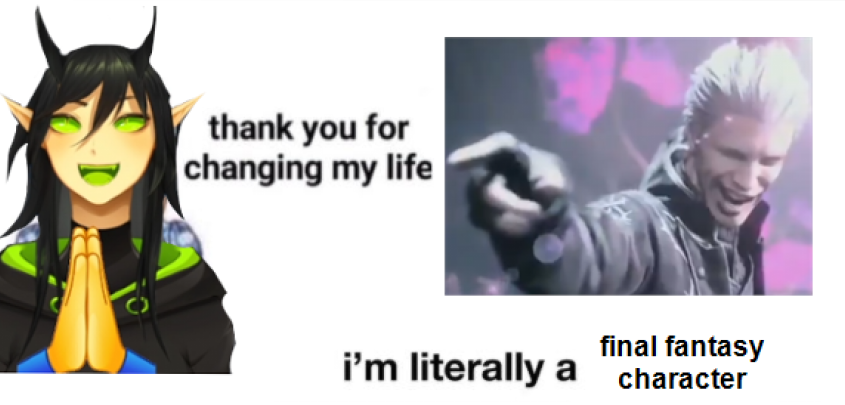 thank you for
changing my life
i'm literally a
final fantasy
character